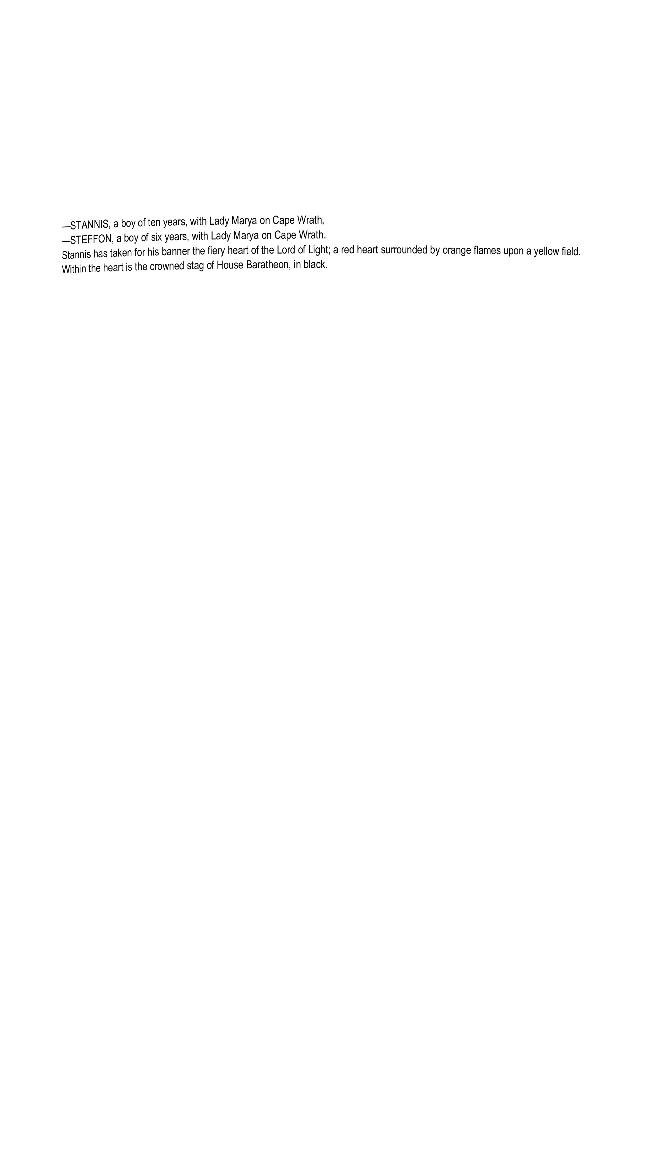 —STANNIS, a boy of ten years, with Lady Marya on Cape Wrath.
—STEFFON, a boy of six years, with Lady Marya on Cape Wrath.
Stannis has taken for his banner the fiery heart of the Lord of Light; a red heart surrounded by orange flames upon a yellow field.
Within the heart is the crowned stag of House Baratheon, in black.